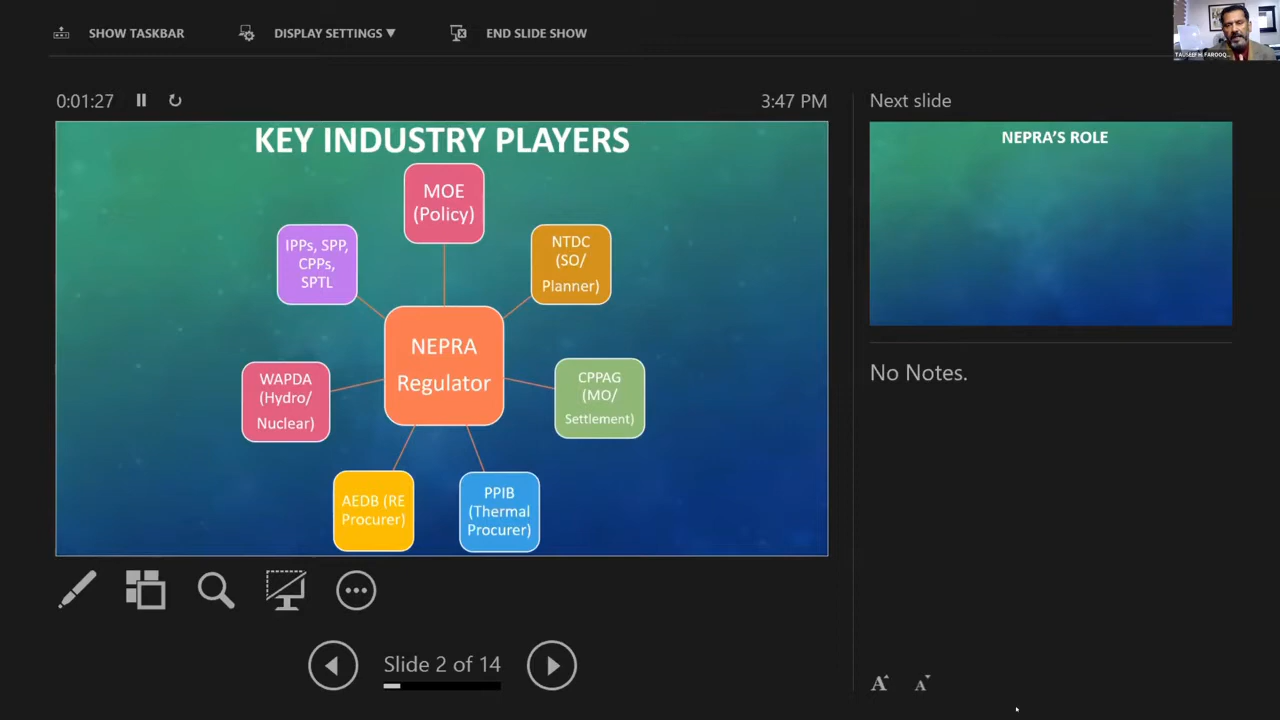 SHOW TASKBAR
DISPLAY SETTINGS ▼
END SLIDE SHOW
0:01:27
3:47 PM
KEY INDUSTRY PLAYERS
MOE
(Policy)
IPPs, SPP,
CPPs,
SPTL
NTDC
(SO/
Planner)
NEPRA
Regulator
WAPDA
(Hydro/
Nuclear)
CPPAG
(MO/
Settlement)
AEDB (RE
Procurer)
PPIB
(Thermal
Procurer)
Slide 2 of 14
Next slide
NEPRA'S ROLE
No Notes.
A
A